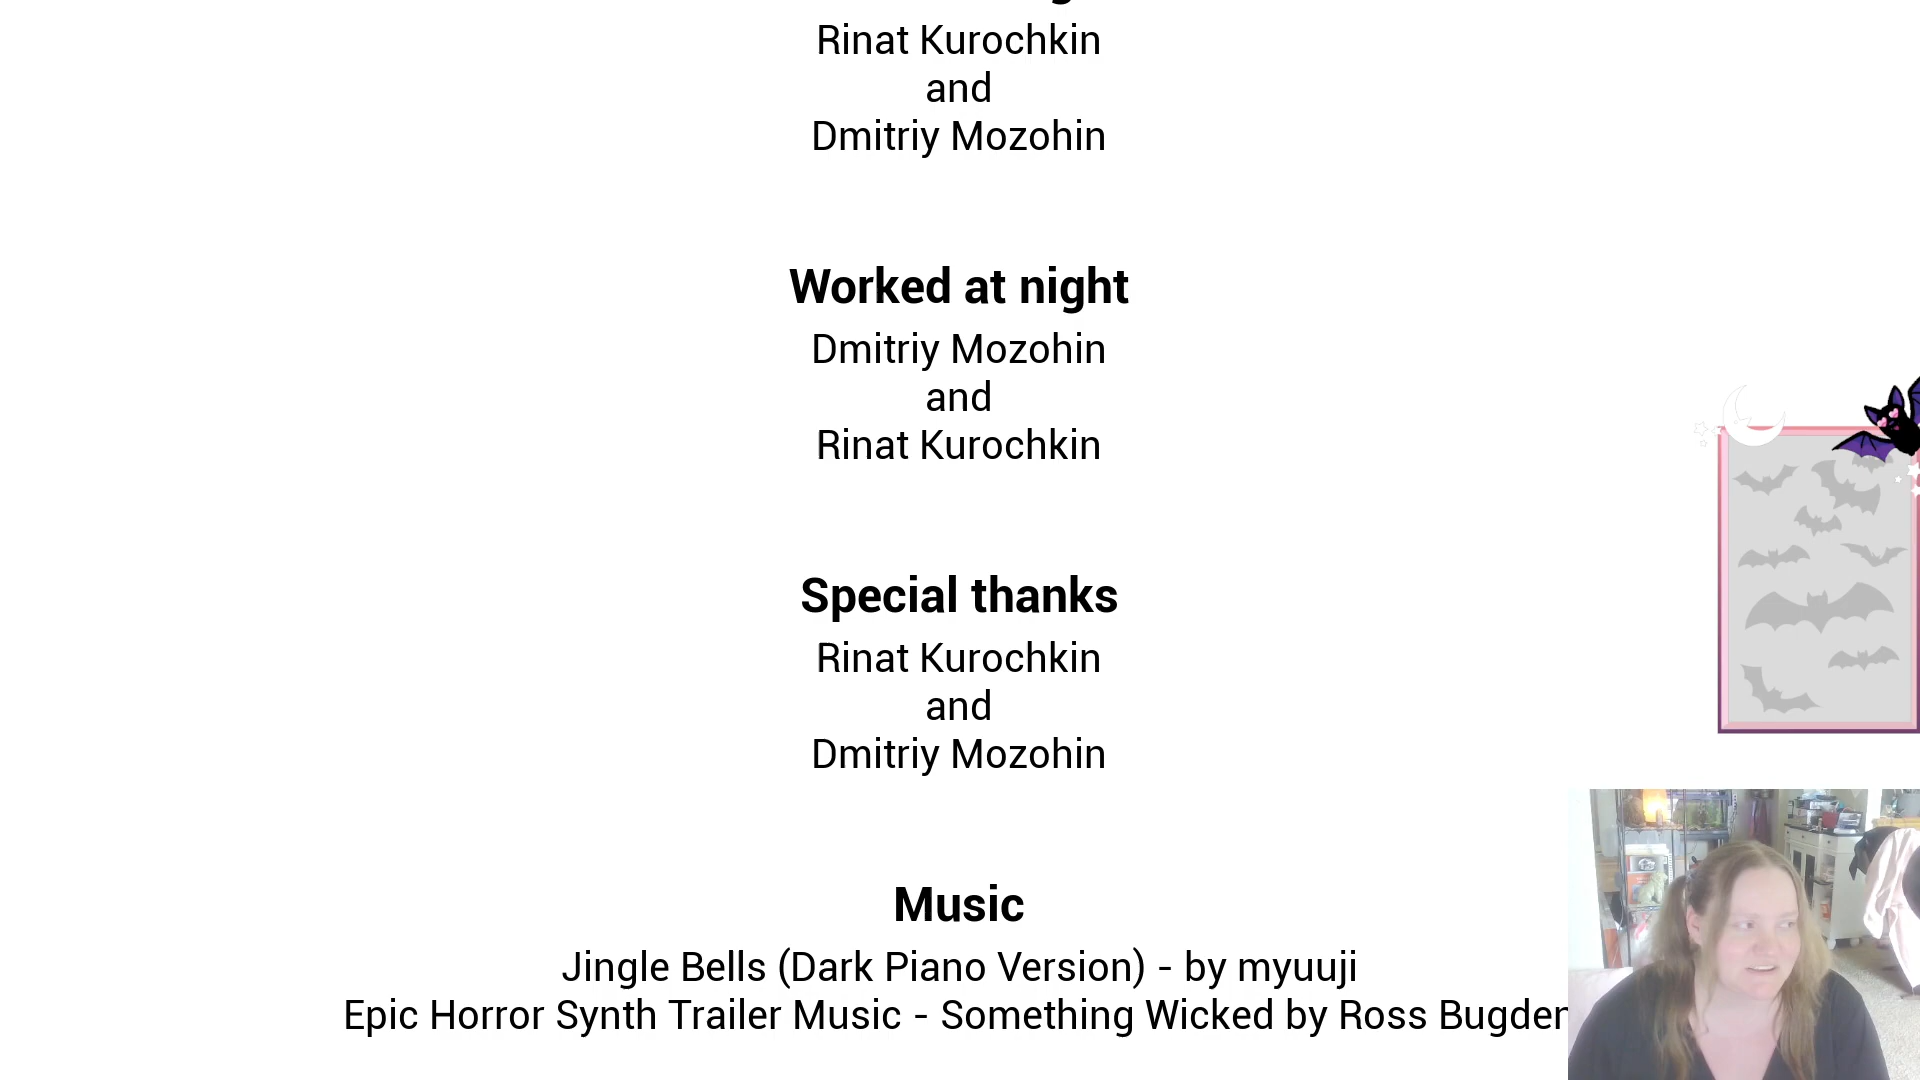 Rinat Kurochkin
and
Dmitriy Mozohin
Worked at night
Dmitriy Mozohin
and
Rinat Kurochkin
Special thanks
Rinat Kurochkin
and
Dmitriy Mozohin
Music
Jingle Bells (Dark Piano Version) - by myuuji
Epic Horror Synth Trailer Music - Something Wicked by Ross Bugden